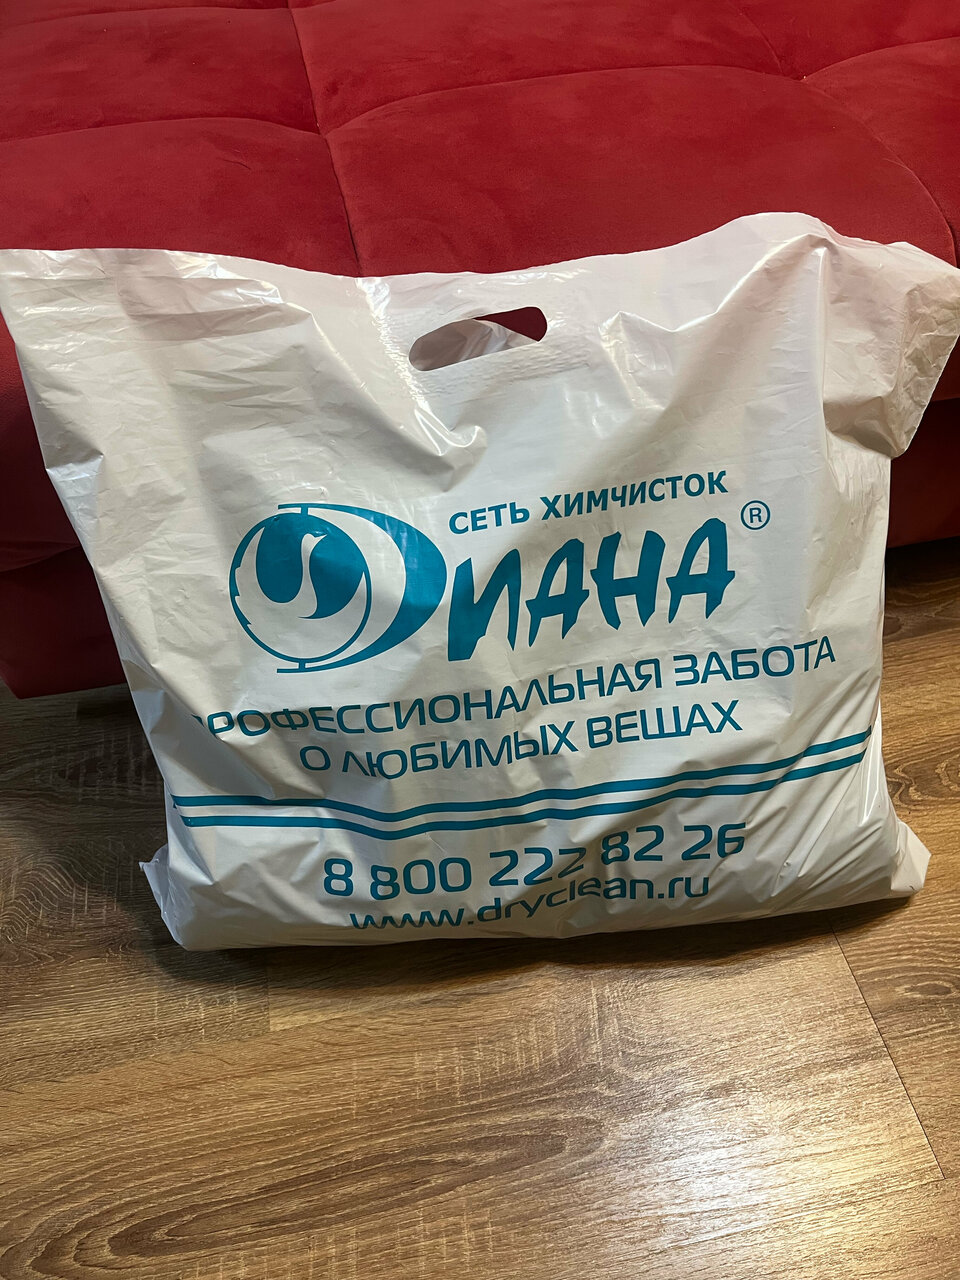 СЕТЬ ХИМЧИСТОК
ДИАНА®
ПРОФЕССИОНАЛЬНАЯ ЗАБОТА
О ЛЮБИМЫХ ВЕЩАХ
8 800 222 82 26
www.dryclean.ru